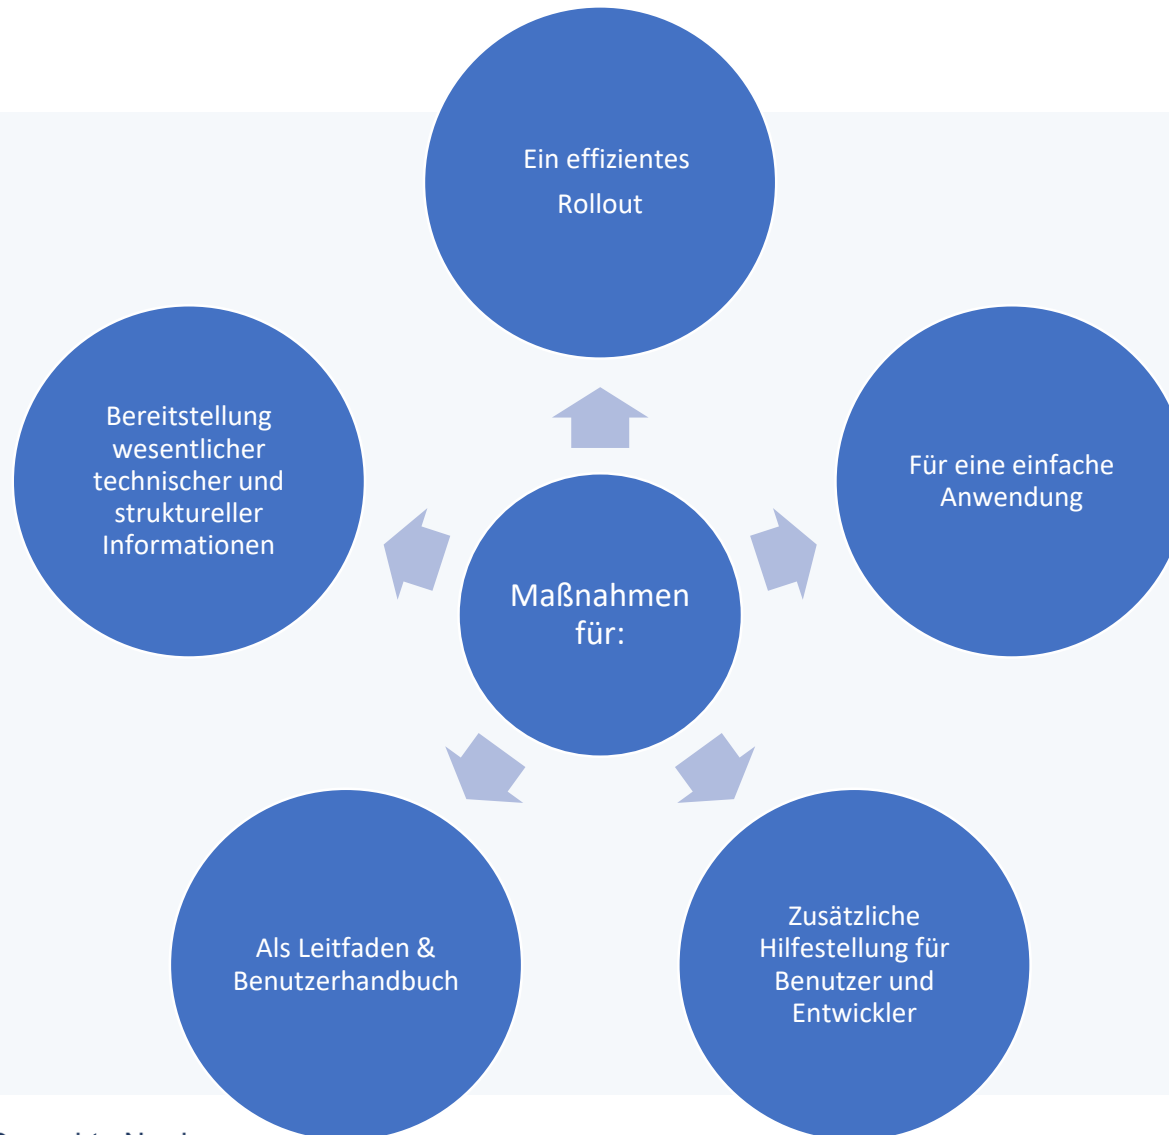 Ein effizientes
Rollout
Für eine einfache
Anwendung
Zusätzliche
Hilfestellung für
Benutzer und
Entwickler
Als Leitfaden &
Benutzerhandbuch
Bereitstellung
wesentlicher
technischer und
struktureller
Informationen
Maßnahmen
für: